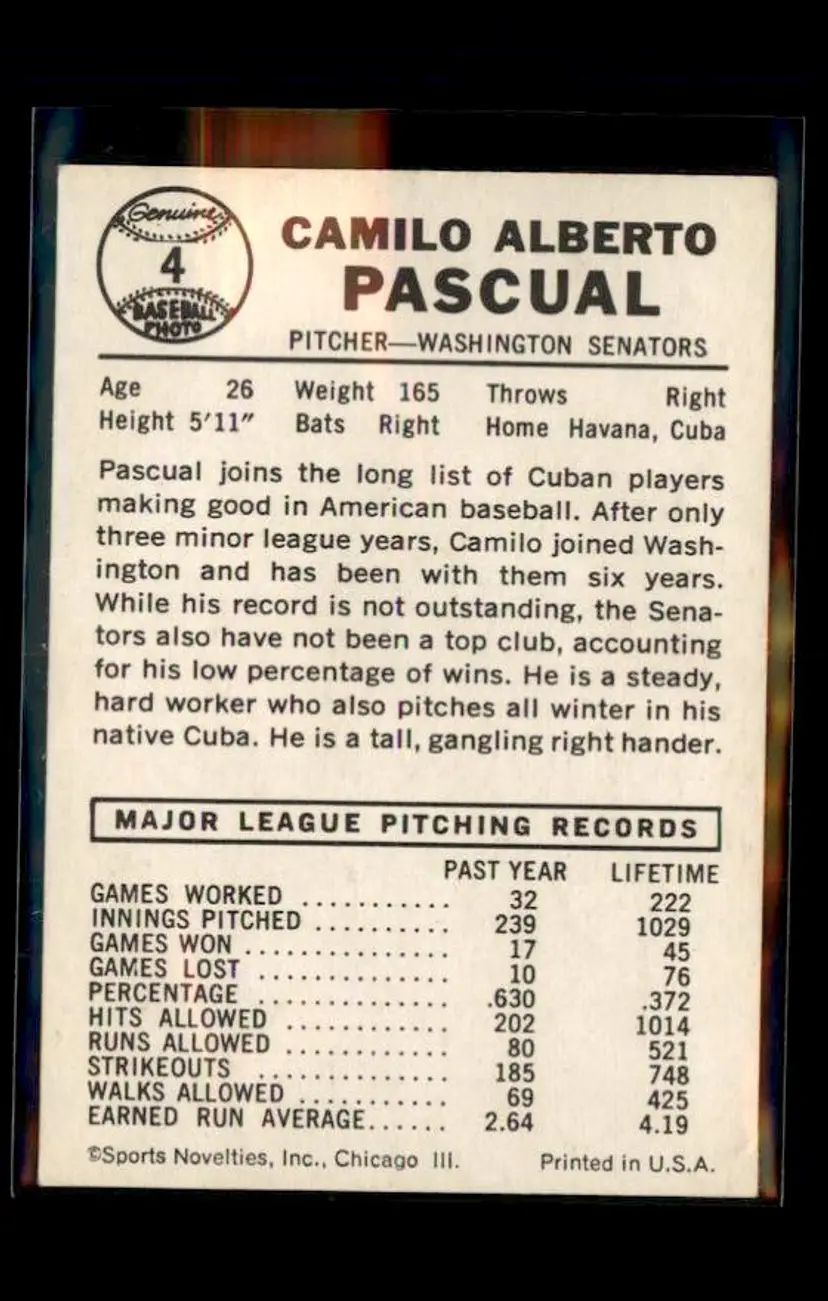 Genuine
4
BASEBALL
PHOTO
CAMILO ALBERTO
PASCUAL
PITCHER—WASHINGTON SENATORS
Age 26 Weight 165 Throws Right
Height 5'11" Bats Right Home Havana, Cuba
Pascual joins the long list of Cuban players
making good in American baseball. After only
three minor league years, Camilo joined Wash-
ington and has been with them six years.
While his record is not outstanding, the Sena-
tors also have not been a top club, accounting
for his low percentage of wins. He is a steady,
hard worker who also pitches all winter in his
native Cuba. He is a tall, gangling right hander.
MAJOR LEAGUE PITCHING RECORDS
PAST YEAR LIFETIME
GAMES WORKED ........... 32 222
INNINGS PITCHED .......... 239 1029
GAMES WON ............... 17 45
GAMES LOST .............. 10 76
PERCENTAGE .............. .630 .372
HITS ALLOWED ............ 202 1014
RUNS ALLOWED ............ 80 521
STRIKEOUTS .............. 185 748
WALKS ALLOWED ........... 69 425
EARNED RUN AVERAGE...... 2.64 4.19
©Sports Novelties, Inc., Chicago Ill. Printed in U.S.A.